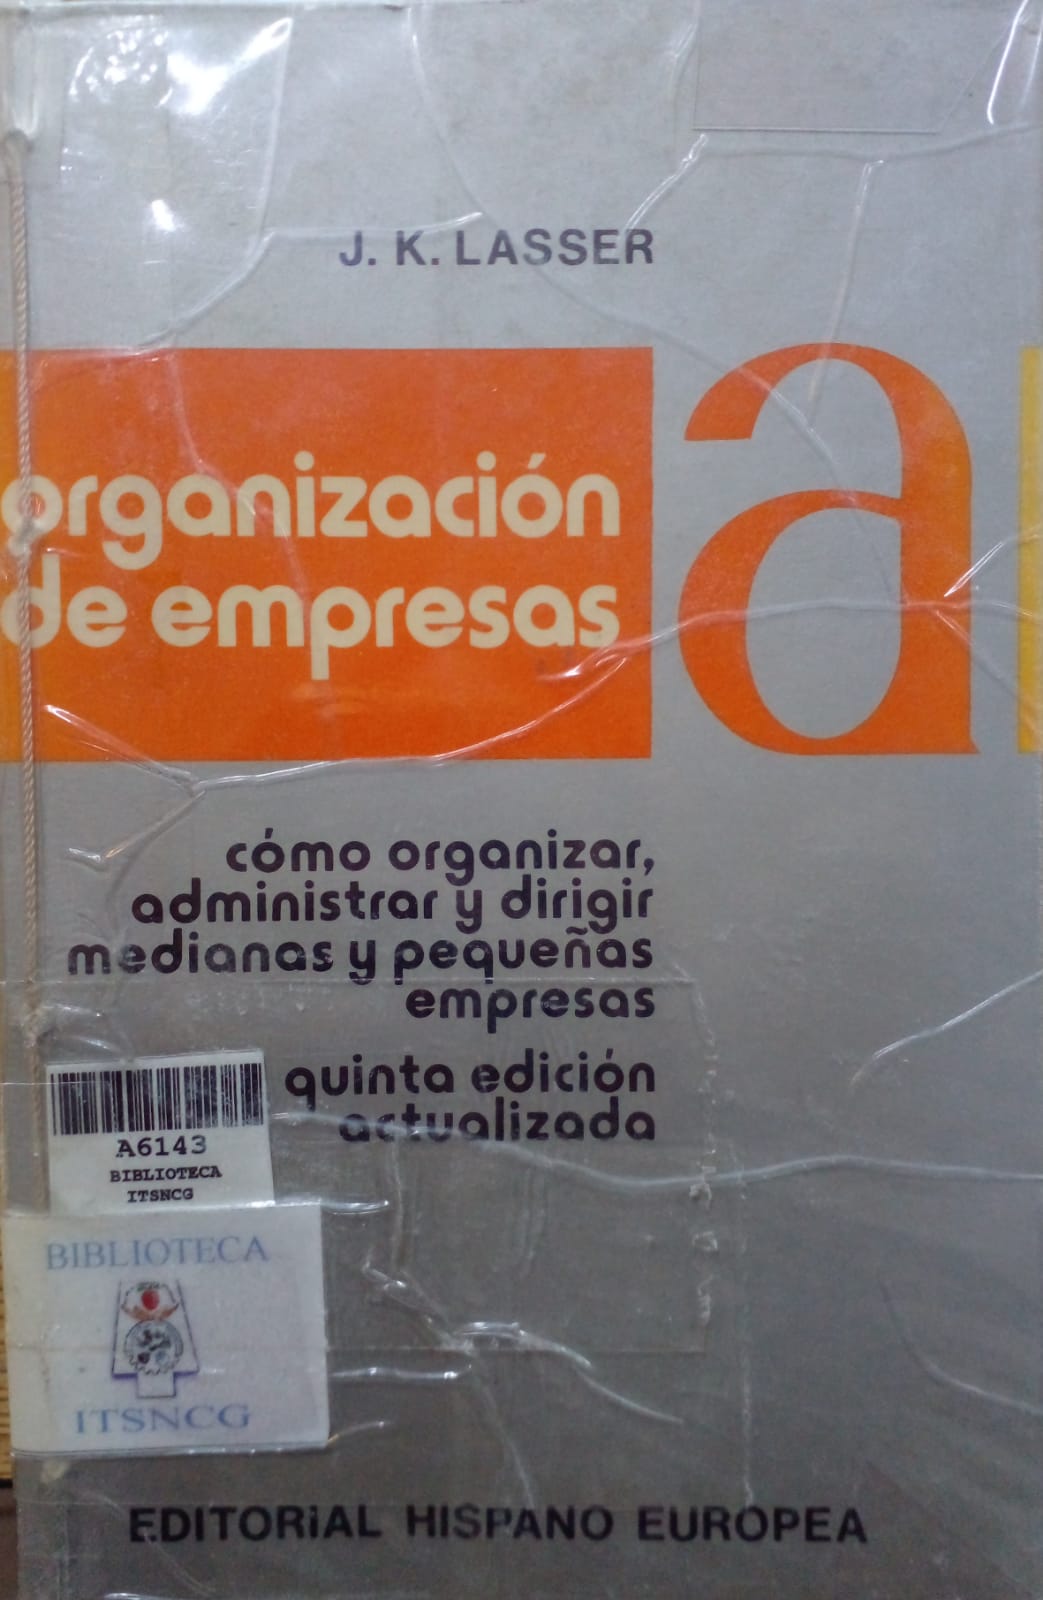 J. K. LASSER
organización
de empresas
a
cómo organizar,
administrar y dirigir
medianas y pequeñas
empresas
quinta edición
actualizada
A6143
BIBLIOTECA
ITSNCG
BIBLIOTECA
ITSNCG
EDITORiAL HISPANO EUROPEA